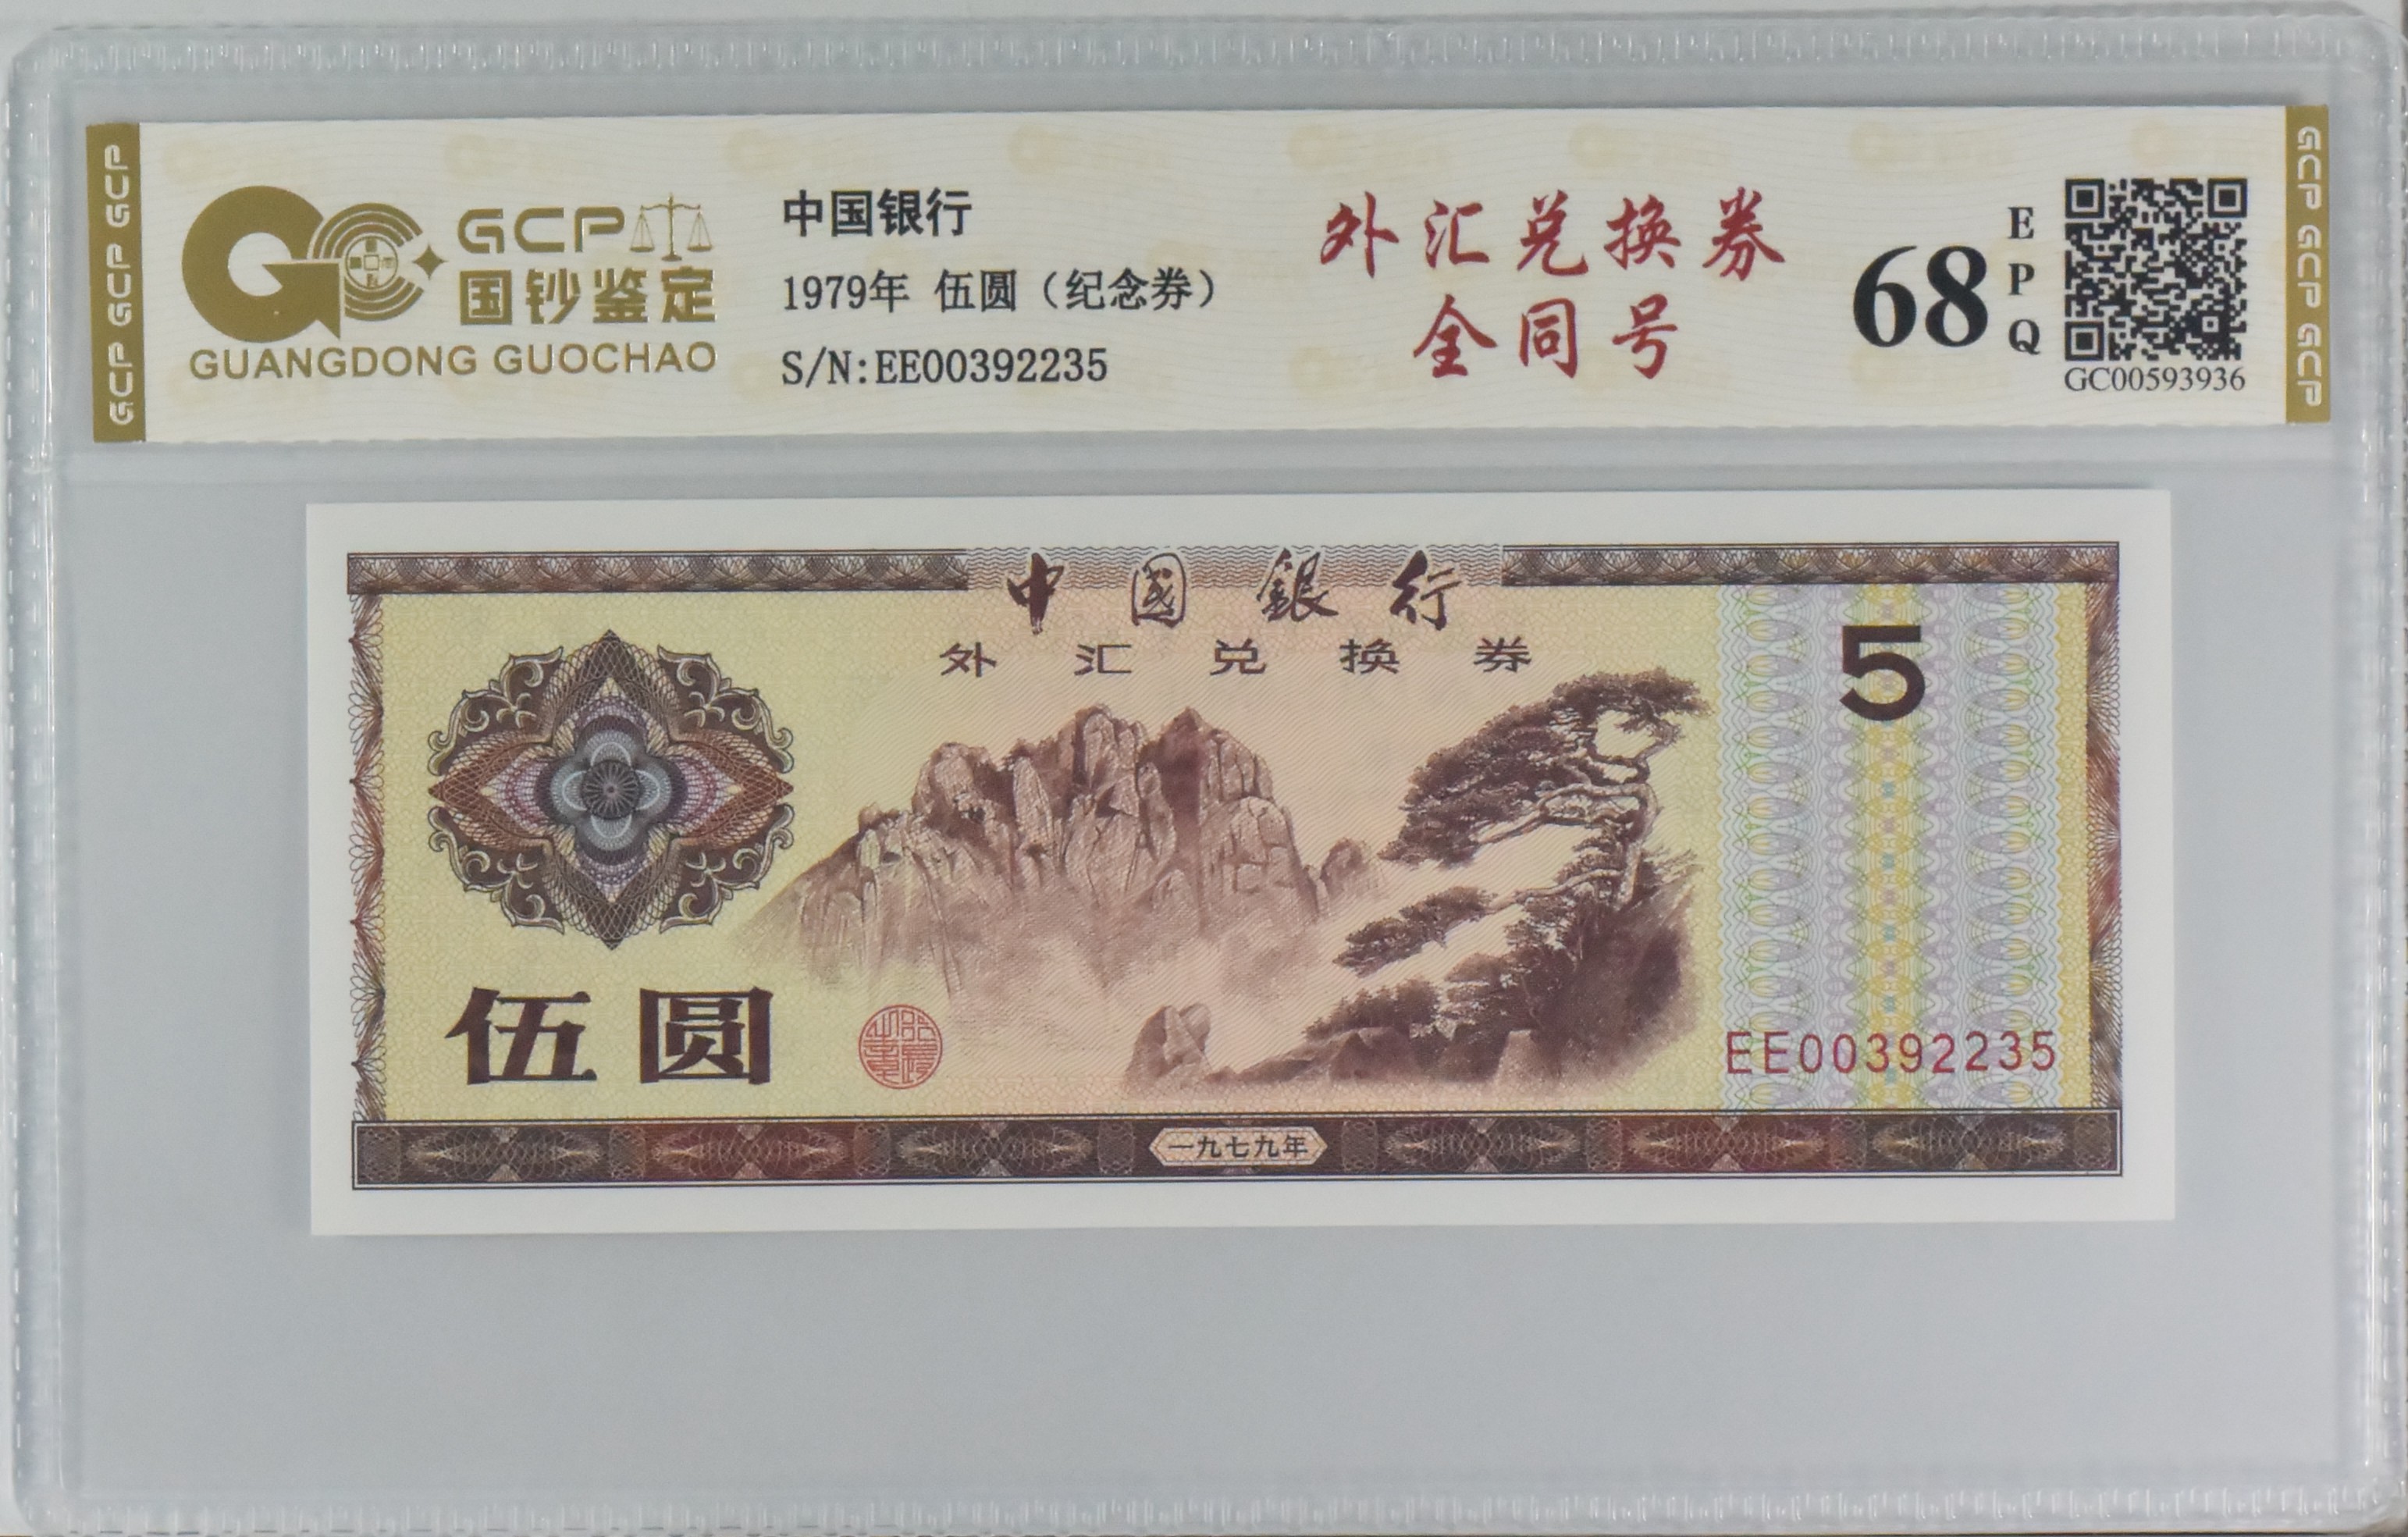 GCP
国钞鉴定
GUANGDONG GUOCHAO
中国银行
1979年 伍圆（纪念券）
S/N:EE00392235
外汇兑换券
全同号
68
EPQ
GC00593936
GCP GCP GCP
GCP GCP GCP
中國銀行
外汇兑换券
5
伍圆
EE00392235
一九七九年